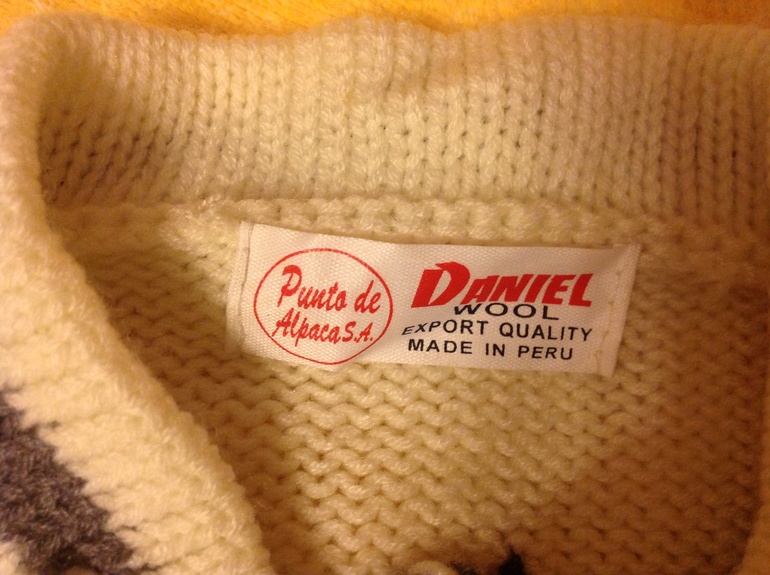 Punto de
Alpaca S.A.
DANIEL
WOOL
EXPORT QUALITY
MADE IN PERU